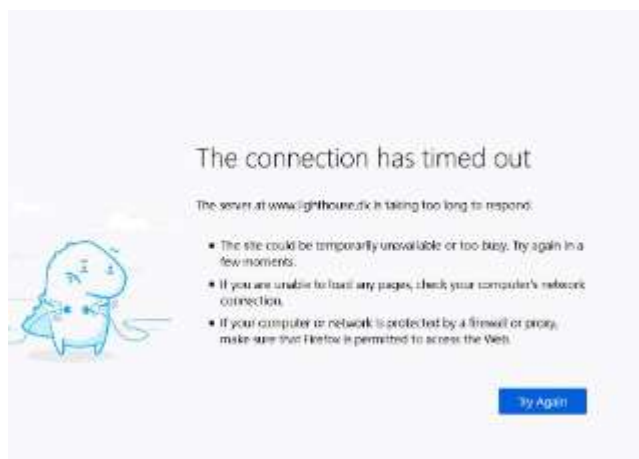 The connection has timed out
The server at www.lighthouse.dk is taking too long to respond.
The site could be temporarily unavailable or too busy. Try again in a
few moments.
If you are unable to load any pages, check your computer's network
connection.
If your computer or network is protected by a firewall or proxy,
make sure that Firefox is permitted to access the Web.
Try Again